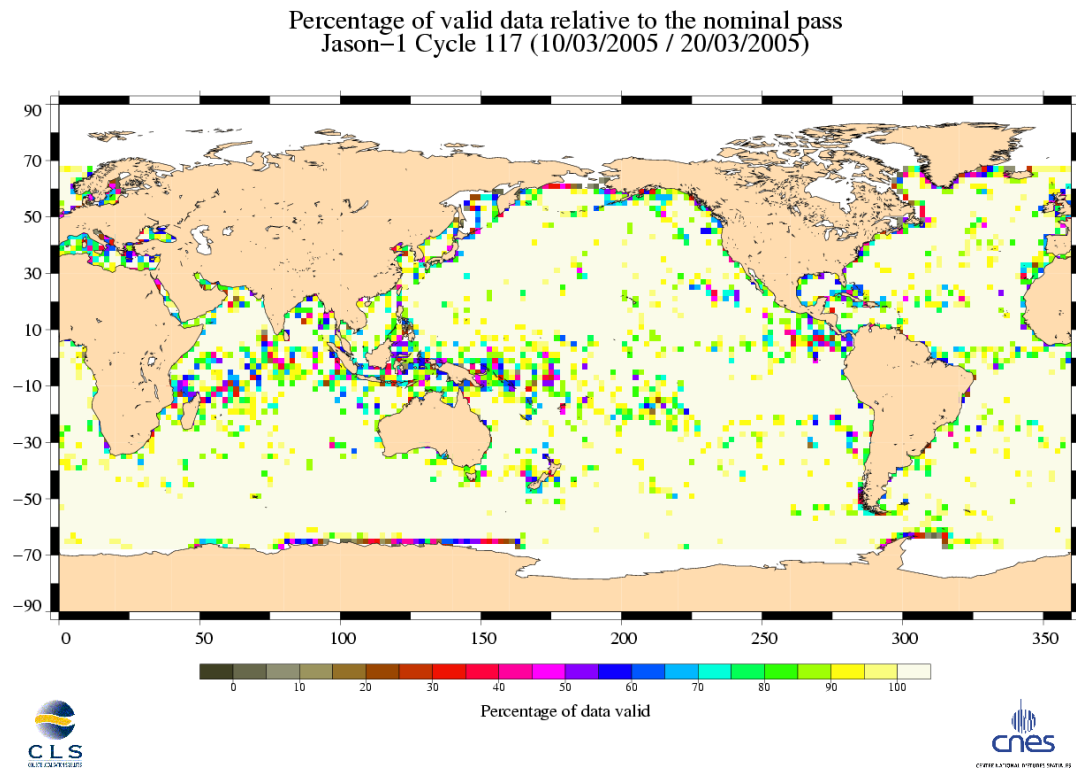 Percentage of valid data relative to the nominal pass
Jason−1 Cycle 117 (10/03/2005 / 20/03/2005)
90
70
50
30
10
−10
−30
−50
−70
−90
0 50 100 150 200 250 300 350
0 10 20 30 40 50 60 70 80 90 100
Percentage of data valid
CLS
cnes